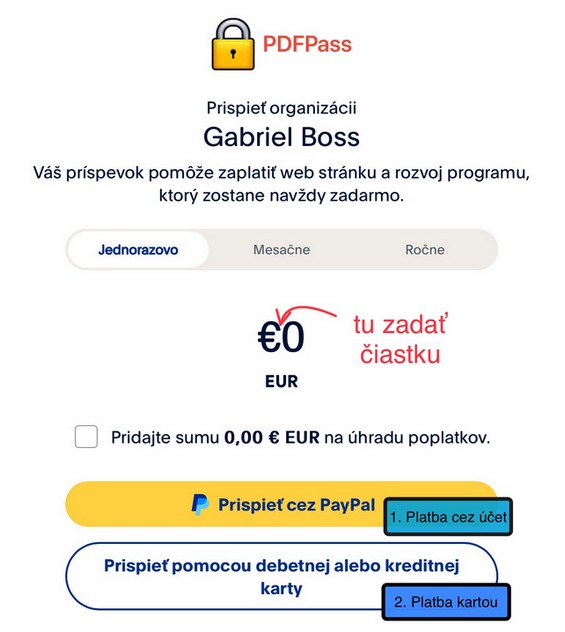 PDFPass
Prispieť organizácii
Gabriel Boss
Váš príspevok pomôže zaplatiť web stránku a rozvoj programu,
ktorý zostane navždy zadarmo.
Jednorazovo Mesačne Ročne
€0
tu zadať
čiastku
EUR
Pridajte sumu 0,00 € EUR na úhradu poplatkov.
Prispieť cez PayPal
1. Platba cez účet
Prispieť pomocou debetnej alebo kreditnej
karty
2. Platba kartou